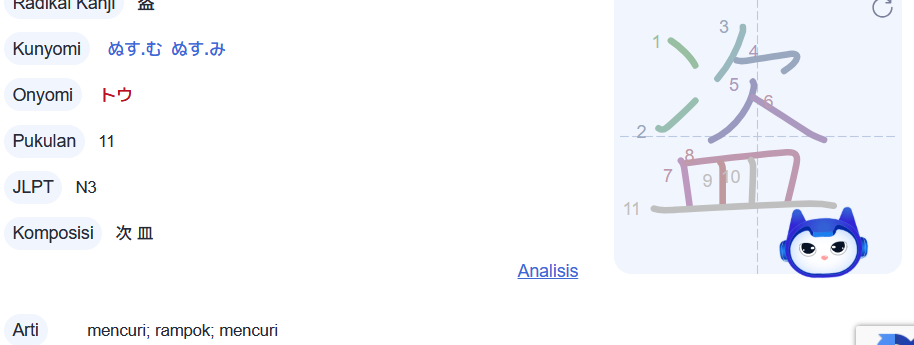 Radikal Kanji 盗
Kunyomi ぬす.む ぬす.み
Onyomi トウ
Pukulan 11
JLPT N3
Komposisi 次 皿
Analisis
Arti mencuri; rampok; mencuri
1
2
3
4
5
6
7
8
9
10
11